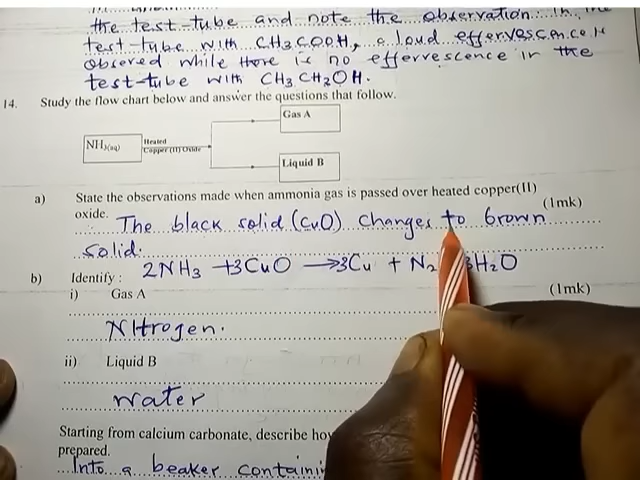 the test-tube and note the observation. In the
test-tube with CH3COOH, a loud effervescence is
obsered while there is no effervescence in the
test-tube with CH3CH2OH.
14. Study the flow chart below and answer the questions that follow.
Gas A
NH3(aq) Heated
Copper (II) Oxide
Liquid B
a) State the observations made when ammonia gas is passed over heated copper(II)
oxide. (1mk)
The black solid (CuO) changes to brown
solid.
2NH3 +3CuO →3Cu + N2 3H2O
b) Identify :
i) Gas A (1mk)
Nitrogen.
ii) Liquid B
Water
Starting from calcium carbonate, describe
prepared.
Into a beaker